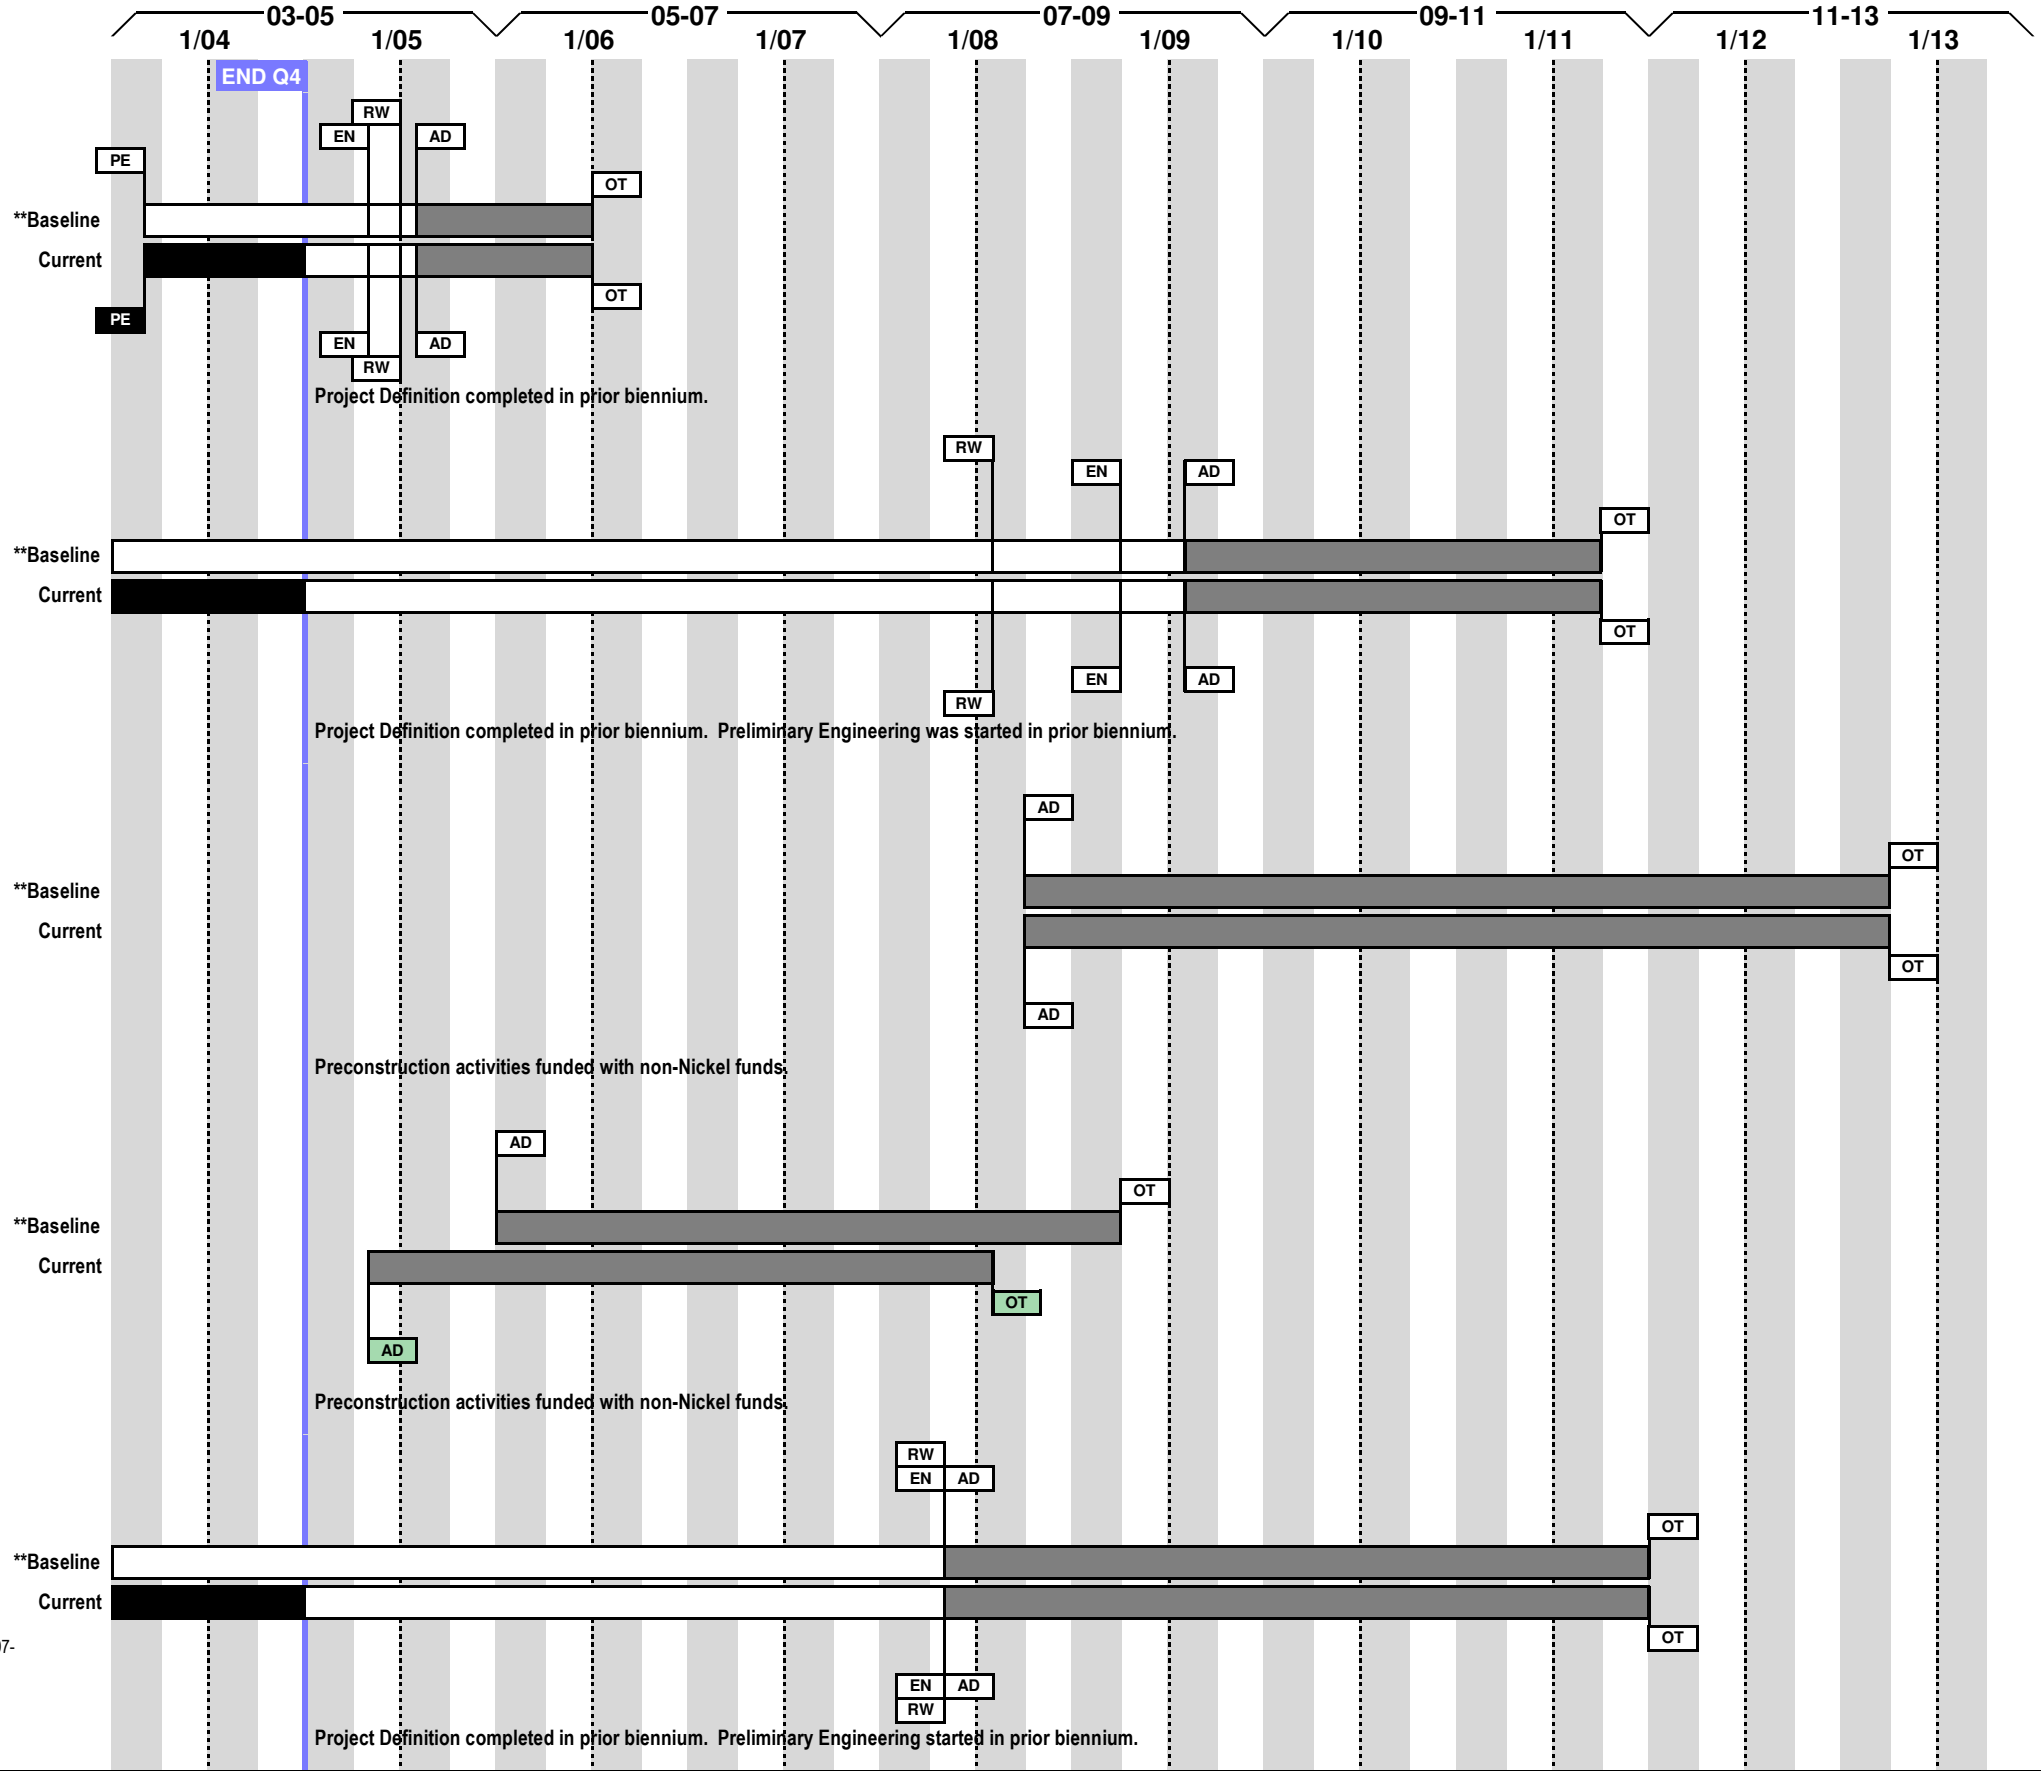 03-05 05-07 07-09 09-11 11-13
1/04 1/05 1/06 1/07 1/08 1/09 1/10 1/11 1/12 1/13
END Q4
RW
EN AD
PE
OT
**Baseline
Current
OT
PE
EN AD
RW
Project Definition completed in prior biennium.
RW
EN AD
OT
**Baseline
Current
OT
EN AD
RW
Project Definition completed in prior biennium. Preliminary Engineering was started in prior biennium.
AD
OT
**Baseline
Current
OT
AD
Preconstruction activities funded with non-Nickel funds.
AD
OT
**Baseline
Current
OT
AD
Preconstruction activities funded with non-Nickel funds.
RW
EN AD
OT
**Baseline
Current
OT
07-
EN AD
RW
Project Definition completed in prior biennium. Preliminary Engineering started in prior biennium.